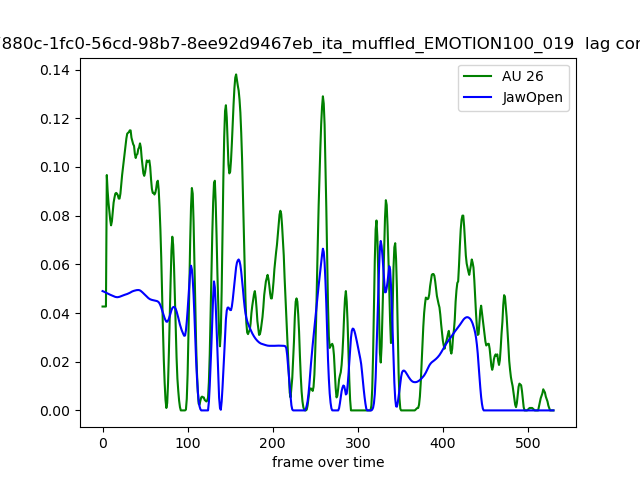 880c-1fc0-56cd-98b7-8ee92d9467eb_ita_muffled_EMOTION100_019 lag
AU 26
JawOpen
0.14
0.12
0.10
0.08
0.06
0.04
0.02
0.00
0 100 200 300 400 500
frame over time